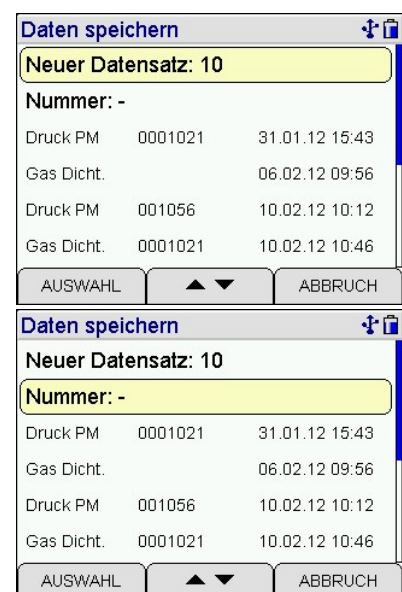 Daten speichern
Neuer Datensatz: 10
Nummer: -
Druck PM 0001021 31.01.12 15:43
Gas Dicht. 06.02.12 09:56
Druck PM 001056 10.02.12 10:12
Gas Dicht. 0001021 10.02.12 10:46
AUSWAHL ▲ ▼ ABBRUCH
Daten speichern
Neuer Datensatz: 10
Nummer: -
Druck PM 0001021 31.01.12 15:43
Gas Dicht. 06.02.12 09:56
Druck PM 001056 10.02.12 10:12
Gas Dicht. 0001021 10.02.12 10:46
AUSWAHL ▲ ▼ ABBRUCH